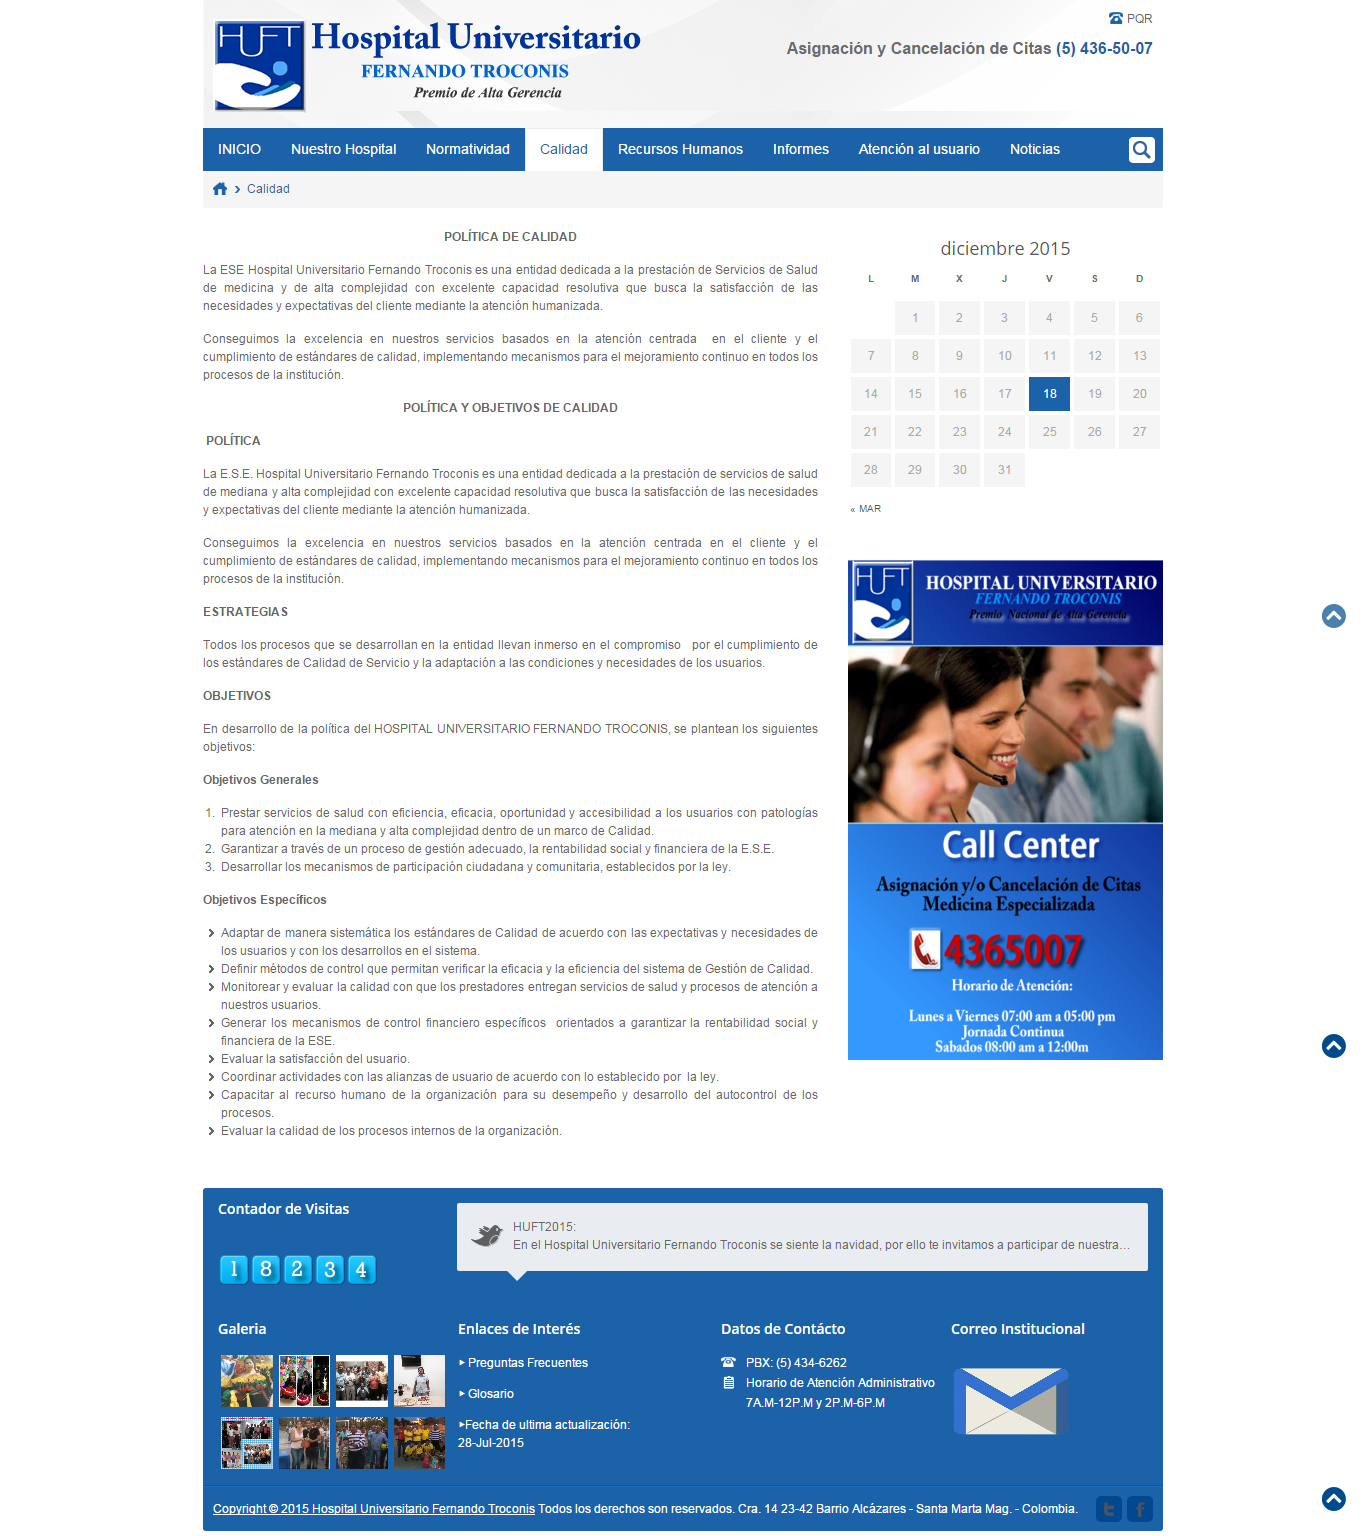 HUFT
Hospital Universitario
FERNANDO TROCONIS
Premio de Alta Gerencia
PQR
Asignación y Cancelación de Citas (5) 436-50-07
INICIO Nuestro Hospital Normatividad Calidad Recursos Humanos Informes Atención al usuario Noticias
Calidad
POLÍTICA DE CALIDAD
La ESE Hospital Universitario Fernando Troconis es una entidad dedicada a la prestación de Servicios de Salud
de medicina y de alta complejidad con excelente capacidad resolutiva que busca la satisfacción de las
necesidades y expectativas del cliente mediante la atención humanizada.
Conseguimos la excelencia en nuestros servicios basados en la atención centrada en el cliente y el
cumplimiento de estándares de calidad, implementando mecanismos para el mejoramiento continuo en todos los
procesos de la institución.
POLÍTICA Y OBJETIVOS DE CALIDAD
POLÍTICA
La E.S.E. Hospital Universitario Fernando Troconis es una entidad dedicada a la prestación de servicios de salud
de mediana y alta complejidad con excelente capacidad resolutiva que busca la satisfacción de las necesidades
y expectativas del cliente mediante la atención humanizada.
Conseguimos la excelencia en nuestros servicios basados en la atención centrada en el cliente y el
cumplimiento de estándares de calidad, implementando mecanismos para el mejoramiento continuo en todos los
procesos de la institución.
ESTRATEGIAS
Todos los procesos que se desarrollan en la entidad llevan inmerso en el compromiso por el cumplimiento de
los estándares de Calidad de Servicio y la adaptación a las condiciones y necesidades de los usuarios.
OBJETIVOS
En desarrollo de la política del HOSPITAL UNIVERSITARIO FERNANDO TROCONIS, se plantean los siguientes
objetivos:
Objetivos Generales
1. Prestar servicios de salud con eficiencia, eficacia, oportunidad y accesibilidad a los usuarios con patologías
para atención en la mediana y alta complejidad dentro de un marco de Calidad.
2. Garantizar a través de un proceso de gestión adecuado, la rentabilidad social y financiera de la E.S.E.
3. Desarrollar los mecanismos de participación ciudadana y comunitaria, establecidos por la ley.
Objetivos Específicos
Adaptar de manera sistemática los estándares de Calidad de acuerdo con las expectativas y necesidades de
los usuarios y con los desarrollos en el sistema.
Definir métodos de control que permitan verificar la eficacia y la eficiencia del sistema de Gestión de Calidad.
Monitorear y evaluar la calidad con que los prestadores entregan servicios de salud y procesos de atención a
nuestros usuarios.
Generar los mecanismos de control financiero específicos orientados a garantizar la rentabilidad social y
financiera de la ESE.
Evaluar la satisfacción del usuario.
Coordinar actividades con las alianzas de usuario de acuerdo con lo establecido por la ley.
Capacitar al recurso humano de la organización para su desempeño y desarrollo del autocontrol de los
procesos.
Evaluar la calidad de los procesos internos de la organización.
diciembre 2015
L M X J V S D
1 2 3 4 5 6
7 8 9 10 11 12 13
14 15 16 17 18 19 20
21 22 23 24 25 26 27
28 29 30 31
« MAR
HUFT
HOSPITAL UNIVERSITARIO
FERNANDO TROCONIS
Premio Nacional de Alta Gerencia
Call Center
Asignación y/o Cancelación de Citas
Medicina Especializada
4365007
Horario de Atención:
Lunes a Viernes 07:00 am a 05:00 pm
Jornada Continua
Sabados 08:00 am a 12:00m
Contador de Visitas
18234
HUFT2015:
En el Hospital Universitario Fernando Troconis se siente la navidad, por ello te invitamos a participar de nuestra...
Galeria
Enlaces de Interés
Preguntas Frecuentes
Glosario
Fecha de ultima actualización:
28-Jul-2015
Datos de Contácto
PBX: (5) 434-6262
Horario de Atención Administrativo
7A.M-12P.M y 2P.M-6P.M
Correo Institucional
Copyright © 2015 Hospital Universitario Fernando Troconis Todos los derechos son reservados. Cra. 14 23-42 Barrio Alcázares - Santa Marta Mag. - Colombia.